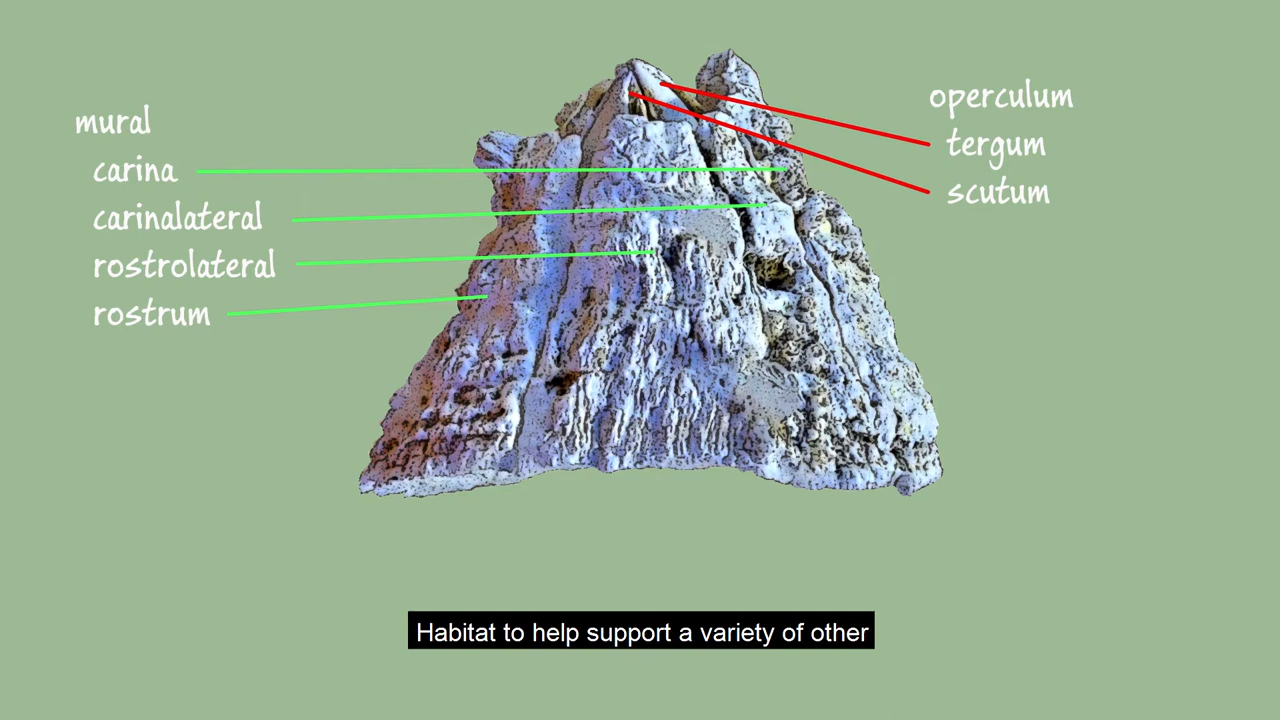 mural
carina
carinalateral
rostrolateral
rostrum
operculum
tergum
scutum
Habitat to help support a variety of other